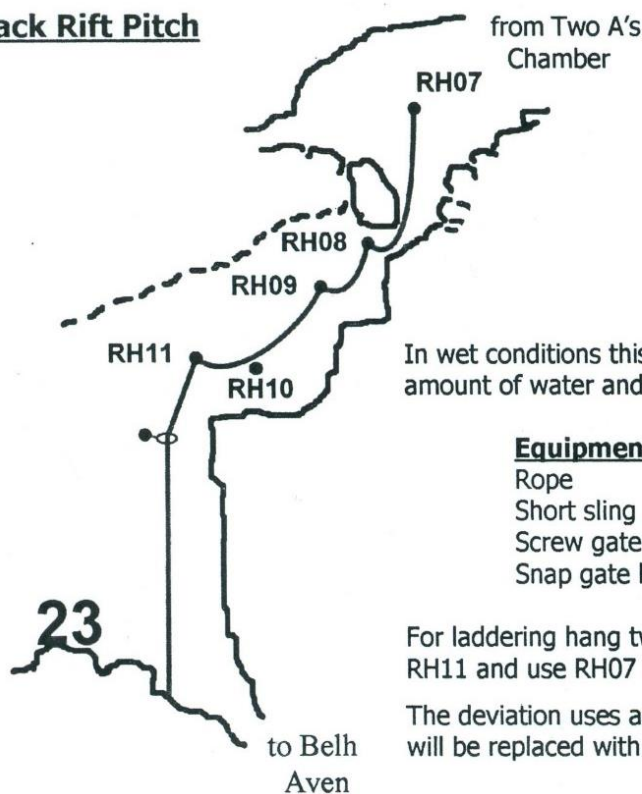 ack Rift Pitch
from Two A's
Chamber
RH07
RH08
RH09
RH11
RH10
In wet conditions this
amount of water and
Equipmen
Rope
Short sling
Screw gate
Snap gate
23
For laddering hang tw
RH11 and use RH07
The deviation uses a
will be replaced with
to Belh
Aven